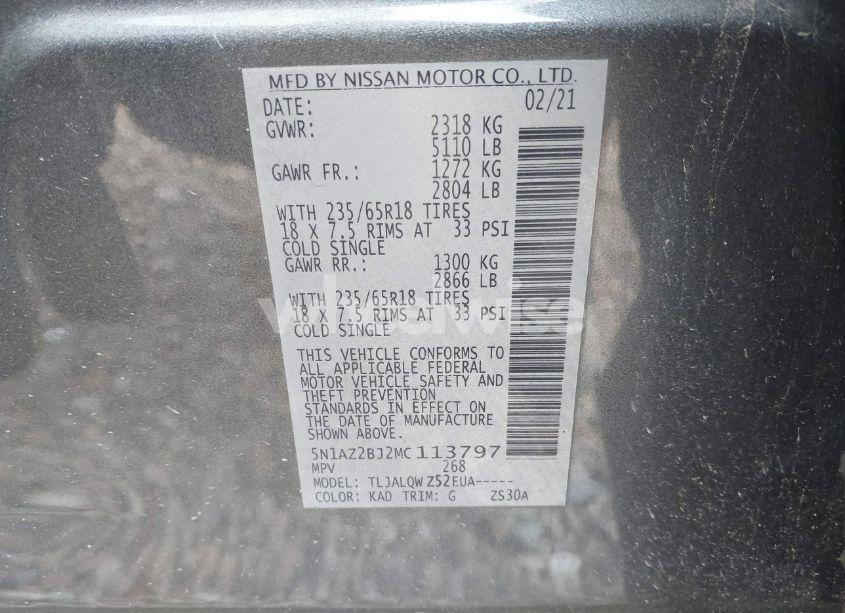 MFD BY NISSAN MOTOR CO., LTD.
DATE: 02/21
GVWR: 2318 KG
5110 LB
GAWR FR.: 1272 KG
2804 LB
WITH 235/65R18 TIRES
18 X 7.5 RIMS AT 33 PSI
COLD SINGLE
GAWR RR.: 1300 KG
2866 LB
WITH 235/65R18 TIRES
18 X 7.5 RIMS AT 33 PSI
COLD SINGLE
THIS VEHICLE CONFORMS TO
ALL APPLICABLE FEDERAL
MOTOR VEHICLE SAFETY AND
THEFT PREVENTION
STANDARDS IN EFFECT ON
THE DATE OF MANUFACTURE
SHOWN ABOVE.
5N1AZ2BJ2MC113797
MPV 268
MODEL: TLJALQW Z52EUA-----
COLOR: KAD TRIM: G ZS30A